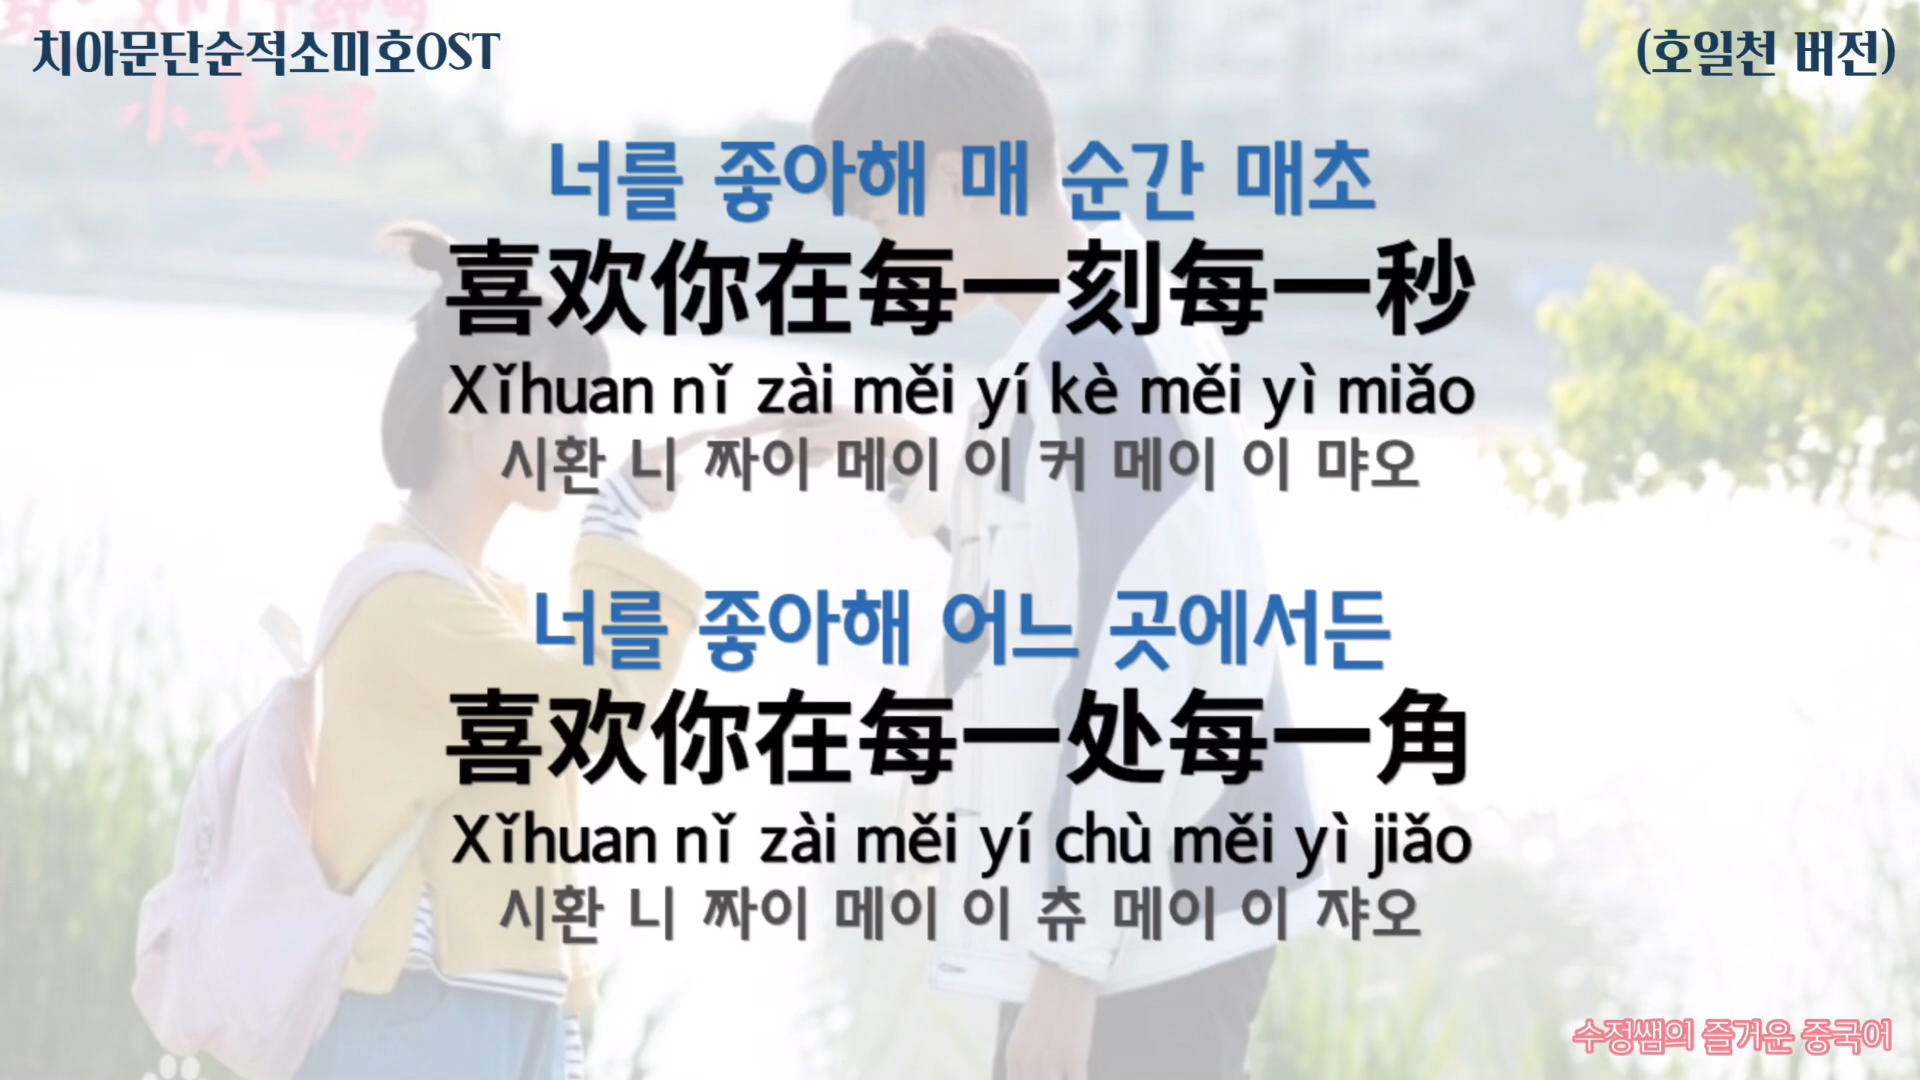 치아문단순적소미호OST
(호일천 버전)
小美好
너를 좋아해 매 순간 매초
喜欢你在每一刻每一秒
Xǐhuan nǐ zài měi yí kè měi yì miǎo
시환 니 짜이 메이 이 커 메이 이 먀오
너를 좋아해 어느 곳에서든
喜欢你在每一处每一角
Xǐhuan nǐ zài měi yí chù měi yì jiǎo
시환 니 짜이 메이 이 츄 메이 이 쟈오
수정쌤의 즐거운 중국어